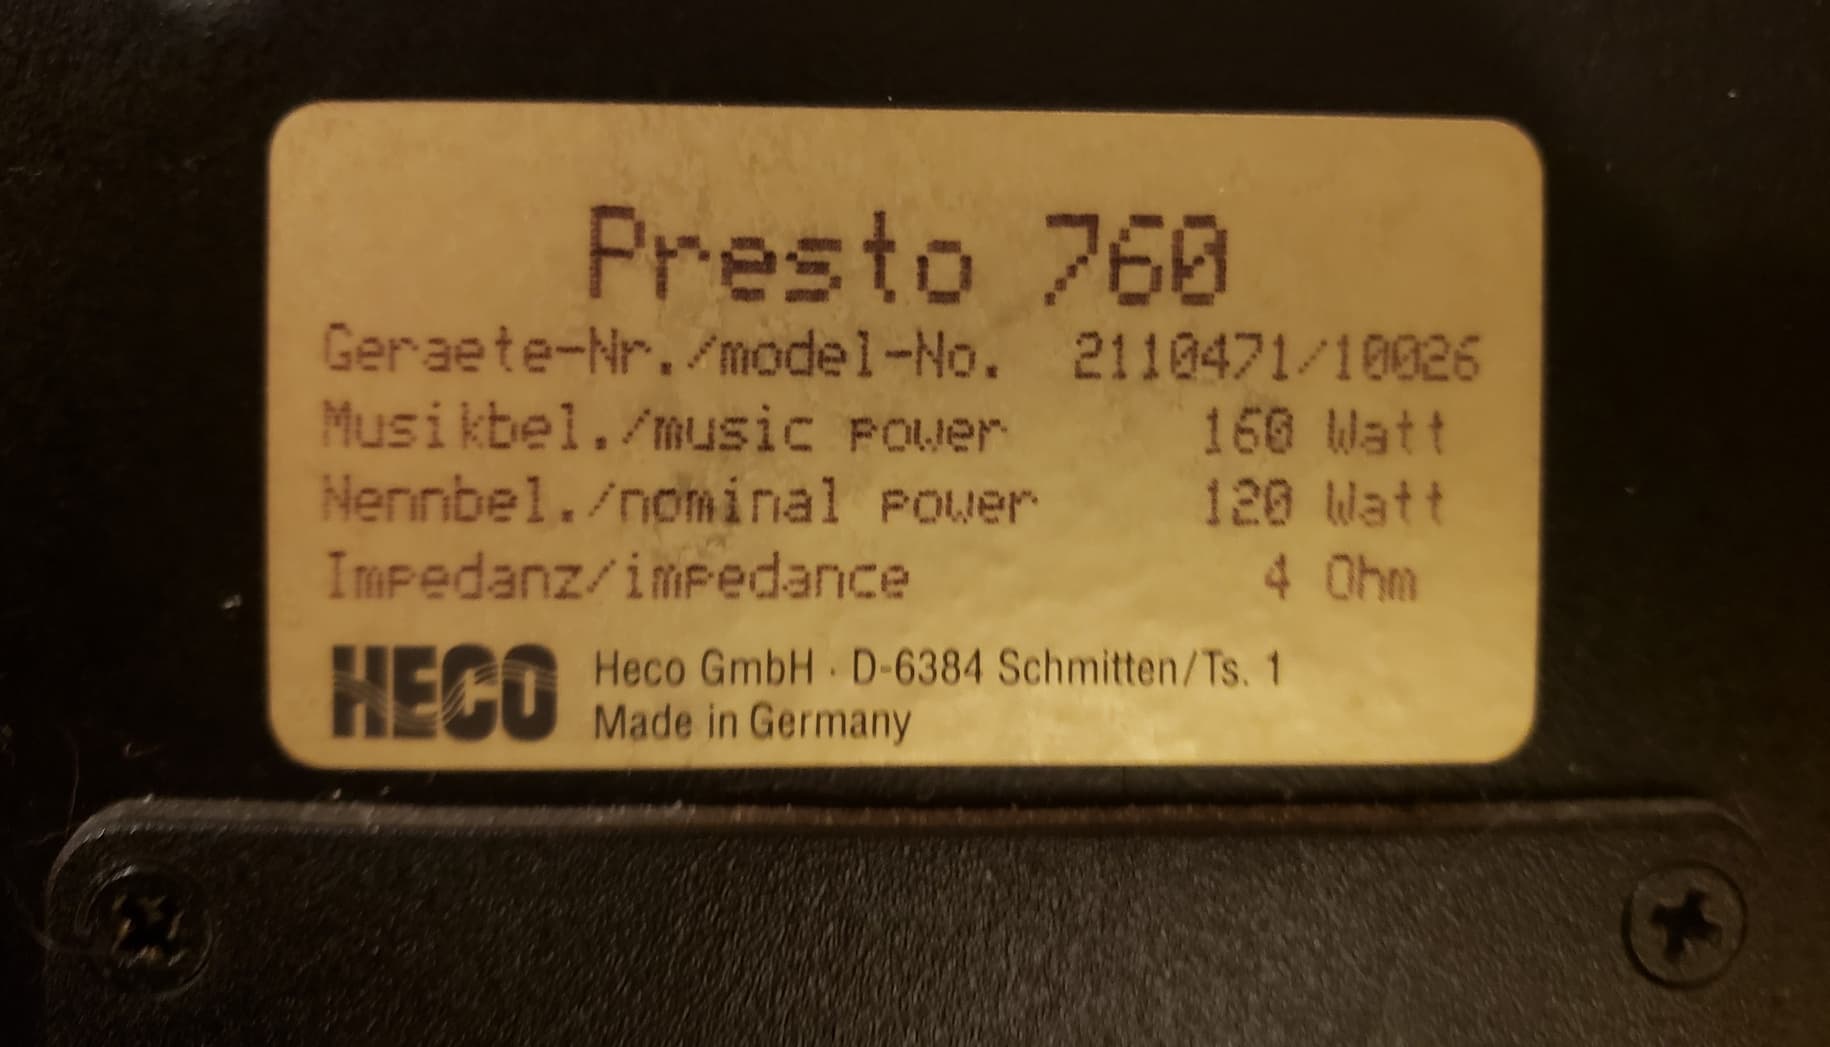 Presto 760
Geraete-Nr./model-No. 2110471/10026
Musikbel./music power 160 Watt
Nennbel./nominal power 120 Watt
Impedanz/impedance 4 Ohm
HECO
Heco GmbH · D-6384 Schmitten/Ts. 1
Made in Germany